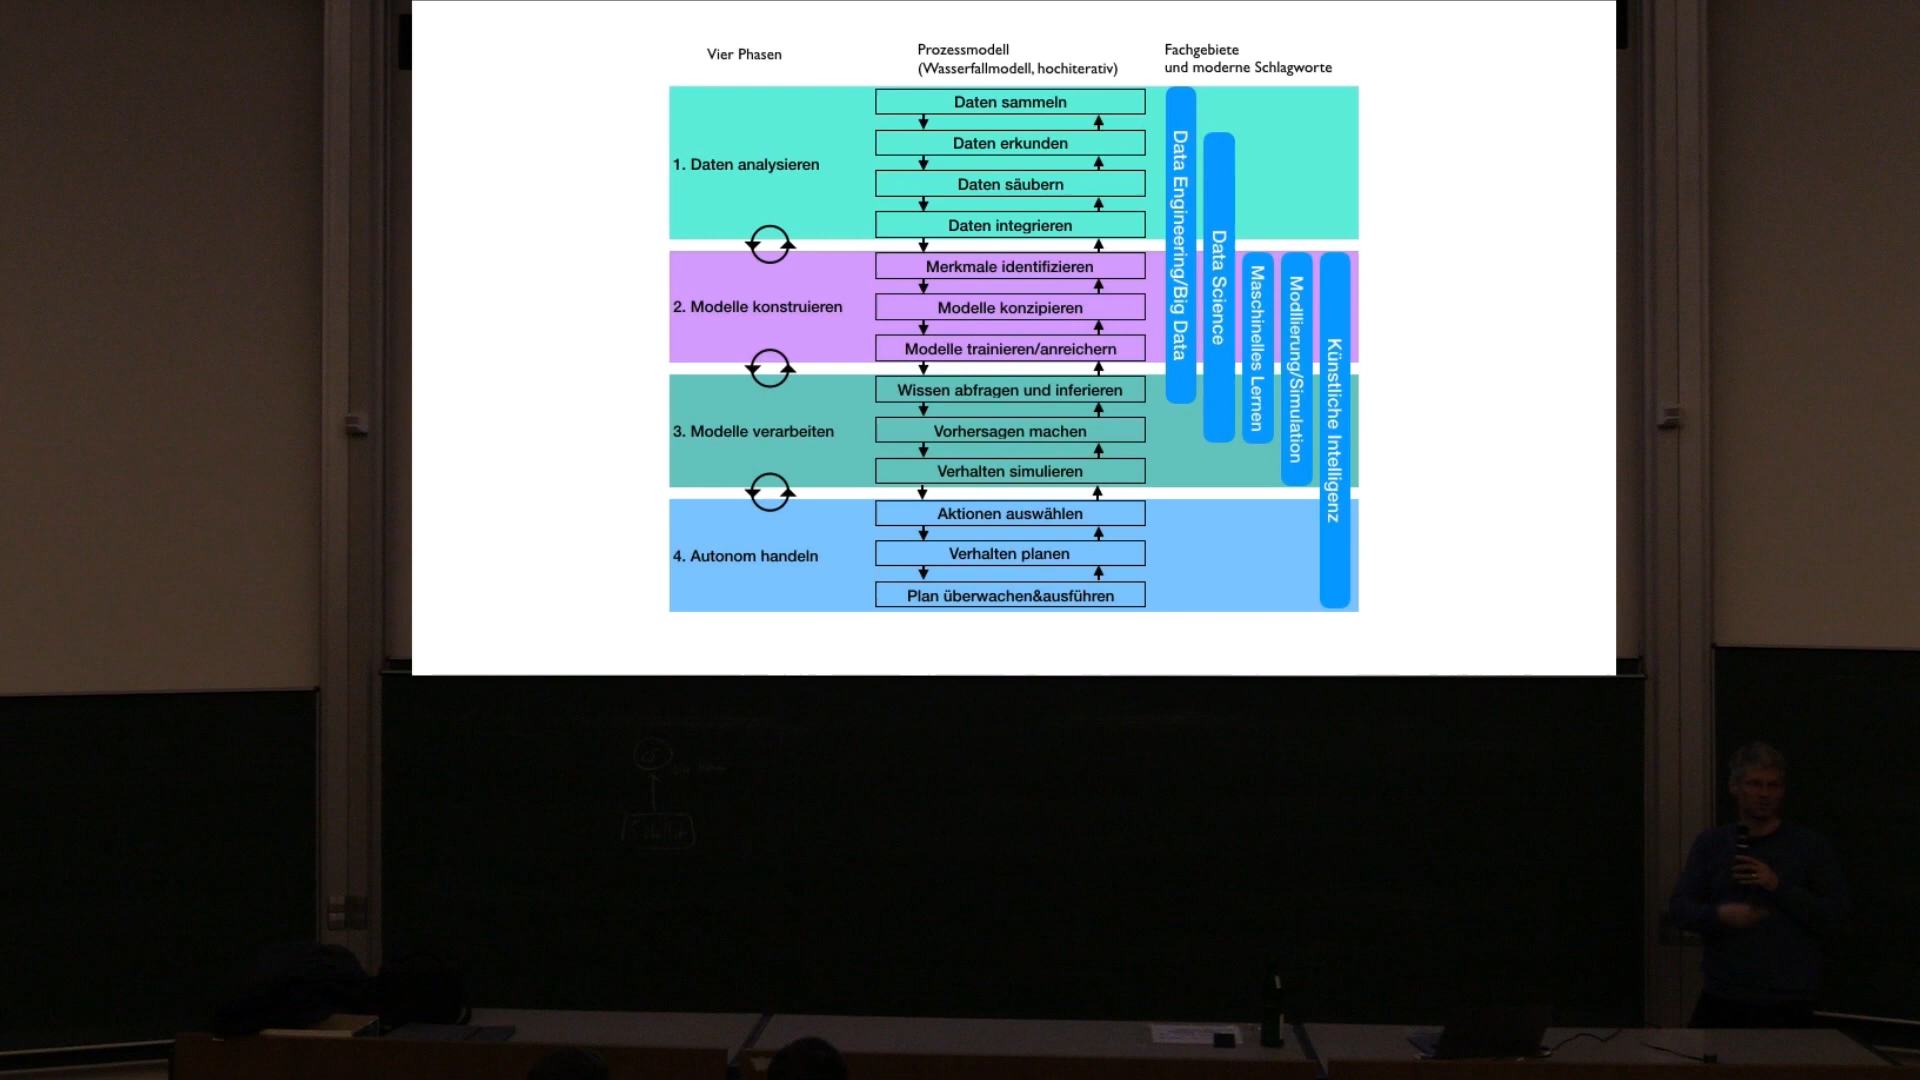 Vier Phasen
Prozessmodell
(Wasserfallmodell, hochiterativ)
Fachgebiete
und moderne Schlagworte
1. Daten analysieren
Daten sammeln
Daten erkunden
Daten säubern
Daten integrieren
2. Modelle konstruieren
Merkmale identifizieren
Modelle konzipieren
Modelle trainieren/anreichern
3. Modelle verarbeiten
Wissen abfragen und inferieren
Vorhersagen machen
Verhalten simulieren
4. Autonom handeln
Aktionen auswählen
Verhalten planen
Plan überwachen&ausführen
Data Engineering/Big Data
Data Science
Maschinelles Lernen
Modllierung/Simulation
Künstliche Intelligenz